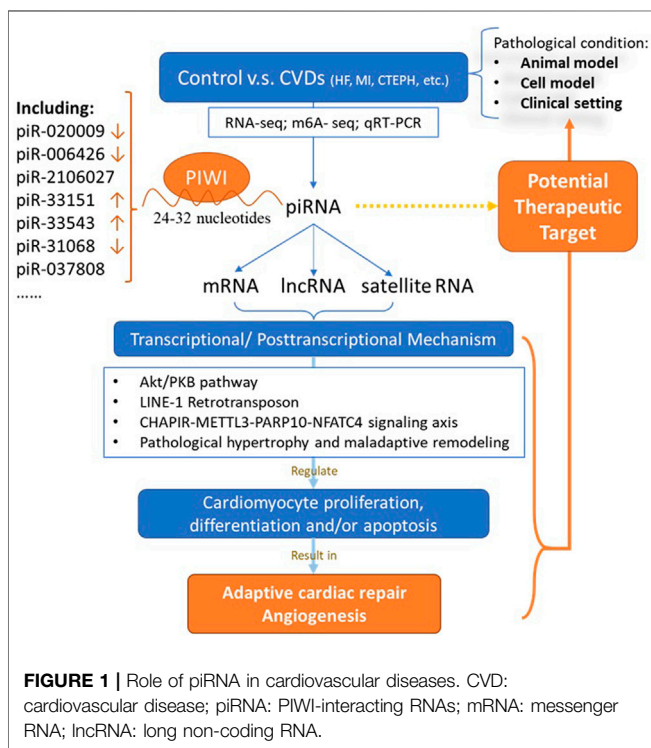 Control v.s. CVDs (HF, MI, CTEPH, etc.)
Pathological condition:
• Animal model
• Cell model
• Clinical setting
RNA-seq; m6A- seq; qRT-PCR
Including:
piR-020009 ↓
piR-006426 ↓
piR-2106027
piR-33151 ↑
piR-33543 ↑
piR-31068 ↓
piR-037808
......
PIWI
24-32 nucleotides
piRNA
Potential
Therapeutic
Target
mRNA lncRNA satellite RNA
Transcriptional/ Posttranscriptional Mechanism
• Akt/PKB pathway
• LINE-1 Retrotransposon
• CHAPIR-METTL3-PARP10-NFATC4 signaling axis
• Pathological hypertrophy and maladaptive remodeling
Regulate
Cardiomyocyte proliferation,
differentiation and/or apoptosis
Result in
Adaptive cardiac repair
Angiogenesis
FIGURE 1 | Role of piRNA in cardiovascular diseases. CVD:
cardiovascular disease; piRNA: PIWI-interacting RNAs; mRNA: messenger
RNA; lncRNA: long non-coding RNA.